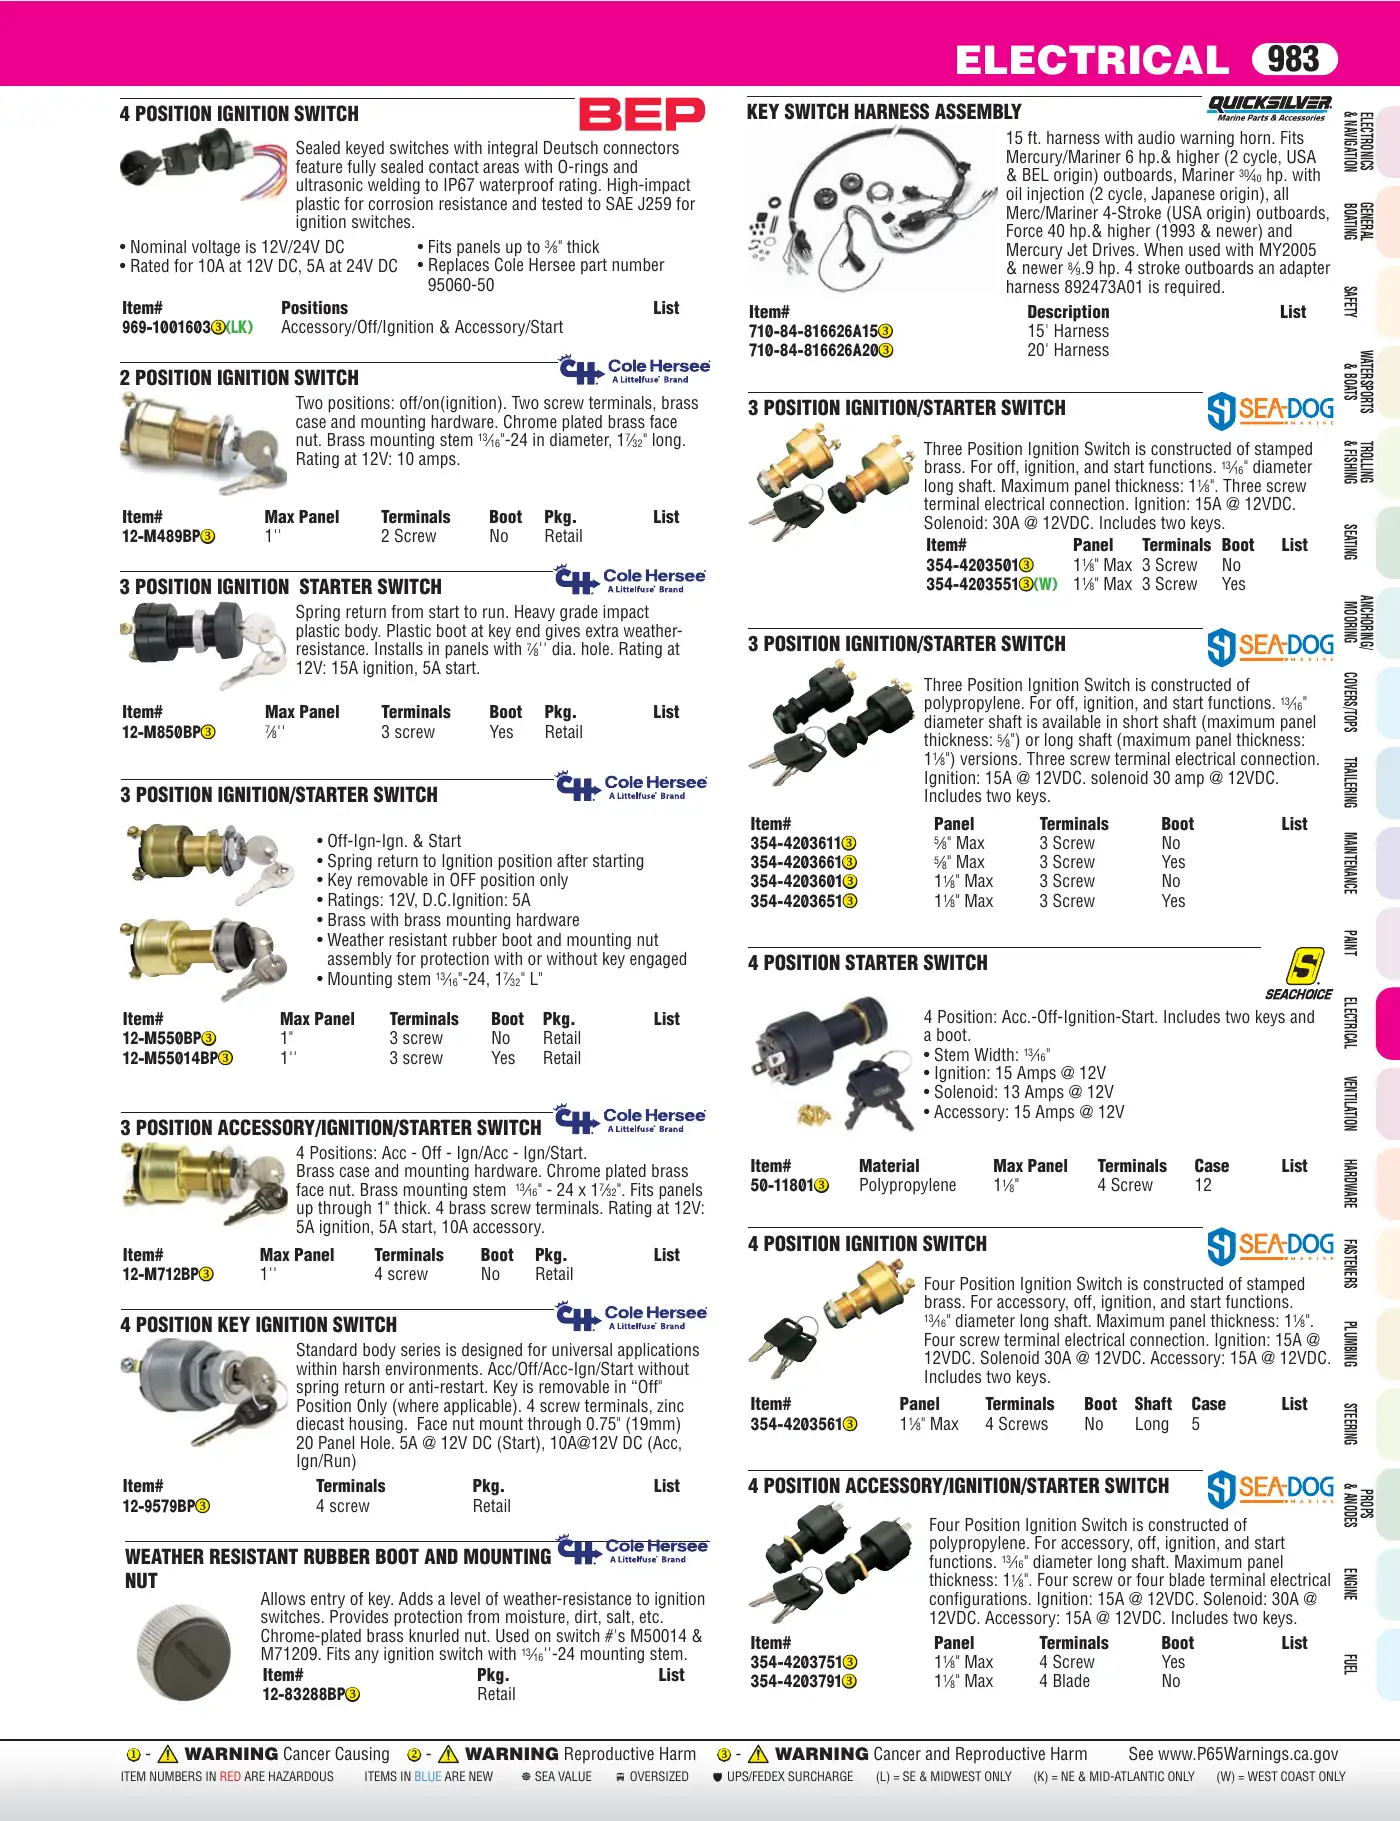 ELECTRICAL 983
4 POSITION IGNITION SWITCH
BEP
Sealed keyed switches with integral Deutsch connectors
feature fully sealed contact areas with O-rings and
ultrasonic welding to IP67 waterproof rating. High-impact
plastic for corrosion resistance and tested to SAE J259 for
ignition switches.
• Nominal voltage is 12V/24V DC
• Rated for 10A at 12V DC, 5A at 24V DC
• Fits panels up to 3⁄8" thick
• Replaces Cole Hersee part number
95060-50
Item# Positions List
969-1001603③(LK) Accessory/Off/Ignition & Accessory/Start
2 POSITION IGNITION SWITCH
Cole Hersee
A Littelfuse Brand
Two positions: off/on(ignition). Two screw terminals, brass
case and mounting hardware. Chrome plated brass face
nut. Brass mounting stem 13⁄16"-24 in diameter, 17⁄32" long.
Rating at 12V: 10 amps.
Item# Max Panel Terminals Boot Pkg. List
12-M489BP③ 1'' 2 Screw No Retail
3 POSITION IGNITION STARTER SWITCH
Cole Hersee
A Littelfuse Brand
Spring return from start to run. Heavy grade impact
plastic body. Plastic boot at key end gives extra weather-
resistance. Installs in panels with 7⁄8'' dia. hole. Rating at
12V: 15A ignition, 5A start.
Item# Max Panel Terminals Boot Pkg. List
12-M850BP③ 7⁄8'' 3 screw Yes Retail
3 POSITION IGNITION/STARTER SWITCH
Cole Hersee
A Littelfuse Brand
• Off-Ign-Ign. & Start
• Spring return to Ignition position after starting
• Key removable in OFF position only
• Ratings: 12V, D.C.Ignition: 5A
• Brass with brass mounting hardware
• Weather resistant rubber boot and mounting nut
assembly for protection with or without key engaged
• Mounting stem 13⁄16"-24, 17⁄32" L"
Item# Max Panel Terminals Boot Pkg. List
12-M550BP③ 1" 3 screw No Retail
12-M55014BP③ 1'' 3 screw Yes Retail
3 POSITION ACCESSORY/IGNITION/STARTER SWITCH
Cole Hersee
A Littelfuse Brand
4 Positions: Acc - Off - Ign/Acc - Ign/Start.
Brass case and mounting hardware. Chrome plated brass
face nut. Brass mounting stem 13⁄16" - 24 x 17⁄32". Fits panels
up through 1" thick. 4 brass screw terminals. Rating at 12V:
5A ignition, 5A start, 10A accessory.
Item# Max Panel Terminals Boot Pkg. List
12-M712BP③ 1'' 4 screw No Retail
4 POSITION KEY IGNITION SWITCH
Cole Hersee
A Littelfuse Brand
Standard body series is designed for universal applications
within harsh environments. Acc/Off/Acc-Ign/Start without
spring return or anti-restart. Key is removable in “Off"
Position Only (where applicable). 4 screw terminals, zinc
diecast housing. Face nut mount through 0.75" (19mm)
20 Panel Hole. 5A @ 12V DC (Start), 10A@12V DC (Acc,
Ign/Run)
Item# Terminals Pkg. List
12-9579BP③ 4 screw Retail
WEATHER RESISTANT RUBBER BOOT AND MOUNTING
NUT
Cole Hersee
A Littelfuse Brand
Allows entry of key. Adds a level of weather-resistance to ignition
switches. Provides protection from moisture, dirt, salt, etc.
Chrome-plated brass knurled nut. Used on switch #'s M50014 &
M71209. Fits any ignition switch with 13⁄16''-24 mounting stem.
Item# Pkg. List
12-83288BP③ Retail
KEY SWITCH HARNESS ASSEMBLY
QUICKSILVER
Marine Parts & Accessories
15 ft. harness with audio warning horn. Fits
Mercury/Mariner 6 hp.& higher (2 cycle, USA
& BEL origin) outboards, Mariner 30⁄40 hp. with
oil injection (2 cycle, Japanese origin), all
Merc/Mariner 4-Stroke (USA origin) outboards,
Force 40 hp.& higher (1993 & newer) and
Mercury Jet Drives. When used with MY2005
& newer 8⁄9.9 hp. 4 stroke outboards an adapter
harness 892473A01 is required.
Item# Description List
710-84-816626A15③ 15' Harness
710-84-816626A20③ 20' Harness
3 POSITION IGNITION/STARTER SWITCH
SEA-DOG
MARINE
Three Position Ignition Switch is constructed of stamped
brass. For off, ignition, and start functions. 13⁄16" diameter
long shaft. Maximum panel thickness: 11⁄8". Three screw
terminal electrical connection. Ignition: 15A @ 12VDC.
Solenoid: 30A @ 12VDC. Includes two keys.
Item# Panel Terminals Boot List
354-4203501③ 11⁄8" Max 3 Screw No
354-4203551③(W) 11⁄8" Max 3 Screw Yes
3 POSITION IGNITION/STARTER SWITCH
SEA-DOG
MARINE
Three Position Ignition Switch is constructed of
polypropylene. For off, ignition, and start functions. 13⁄16"
diameter shaft is available in short shaft (maximum panel
thickness: 5⁄8") or long shaft (maximum panel thickness:
11⁄8") versions. Three screw terminal electrical connection.
Ignition: 15A @ 12VDC. solenoid 30 amp @ 12VDC.
Includes two keys.
Item# Panel Terminals Boot List
354-4203611③ 5⁄8" Max 3 Screw No
354-4203661③ 5⁄8" Max 3 Screw Yes
354-4203601③ 11⁄8" Max 3 Screw No
354-4203651③ 11⁄8" Max 3 Screw Yes
4 POSITION STARTER SWITCH
S
SEACHOICE
4 Position: Acc.-Off-Ignition-Start. Includes two keys and
a boot.
• Stem Width: 13⁄16"
• Ignition: 15 Amps @ 12V
• Solenoid: 13 Amps @ 12V
• Accessory: 15 Amps @ 12V
Item# Material Max Panel Terminals Case List
50-11801③ Polypropylene 11⁄8" 4 Screw 12
4 POSITION IGNITION SWITCH
SEA-DOG
MARINE
Four Position Ignition Switch is constructed of stamped
brass. For accessory, off, ignition, and start functions.
13⁄16" diameter long shaft. Maximum panel thickness: 11⁄8".
Four screw terminal electrical connection. Ignition: 15A @
12VDC. Solenoid 30A @ 12VDC. Accessory: 15A @ 12VDC.
Includes two keys.
Item# Panel Terminals Boot Shaft Case List
354-4203561③ 11⁄8" Max 4 Screws No Long 5
4 POSITION ACCESSORY/IGNITION/STARTER SWITCH
SEA-DOG
MARINE
Four Position Ignition Switch is constructed of
polypropylene. For accessory, off, ignition, and start
functions. 13⁄16" diameter long shaft. Maximum panel
thickness: 11⁄8". Four screw or four blade terminal electrical
configurations. Ignition: 15A @ 12VDC. Solenoid: 30A @
12VDC. Accessory: 15A @ 12VDC. Includes two keys.
Item# Panel Terminals Boot List
354-4203751③ 11⁄8" Max 4 Screw Yes
354-4203791③ 11⁄8" Max 4 Blade No
ELECTRONICS
& NAVIGATION
GENERAL
BOATING
SAFETY
WATERSPORTS
& BOATS
TROLLING
& FISHING
SEATING
ANCHORING/
MOORING
COVERS/TOPS
TRAILERING
MAINTENANCE
PAINT
ELECTRICAL
VENTILATION
HARDWARE
FASTENERS
PLUMBING
STEERING
PROPS
& ANODES
ENGINE
FUEL
① - ⚠ WARNING Cancer Causing ② - ⚠ WARNING Reproductive Harm ③ - ⚠ WARNING Cancer and Reproductive Harm See www.P65Warnings.ca.gov
ITEM NUMBERS IN RED ARE HAZARDOUS ITEMS IN BLUE ARE NEW SEA VALUE OVERSIZED UPS/FEDEX SURCHARGE (L) = SE & MIDWEST ONLY (K) = NE & MID-ATLANTIC ONLY (W) = WEST COAST ONLY